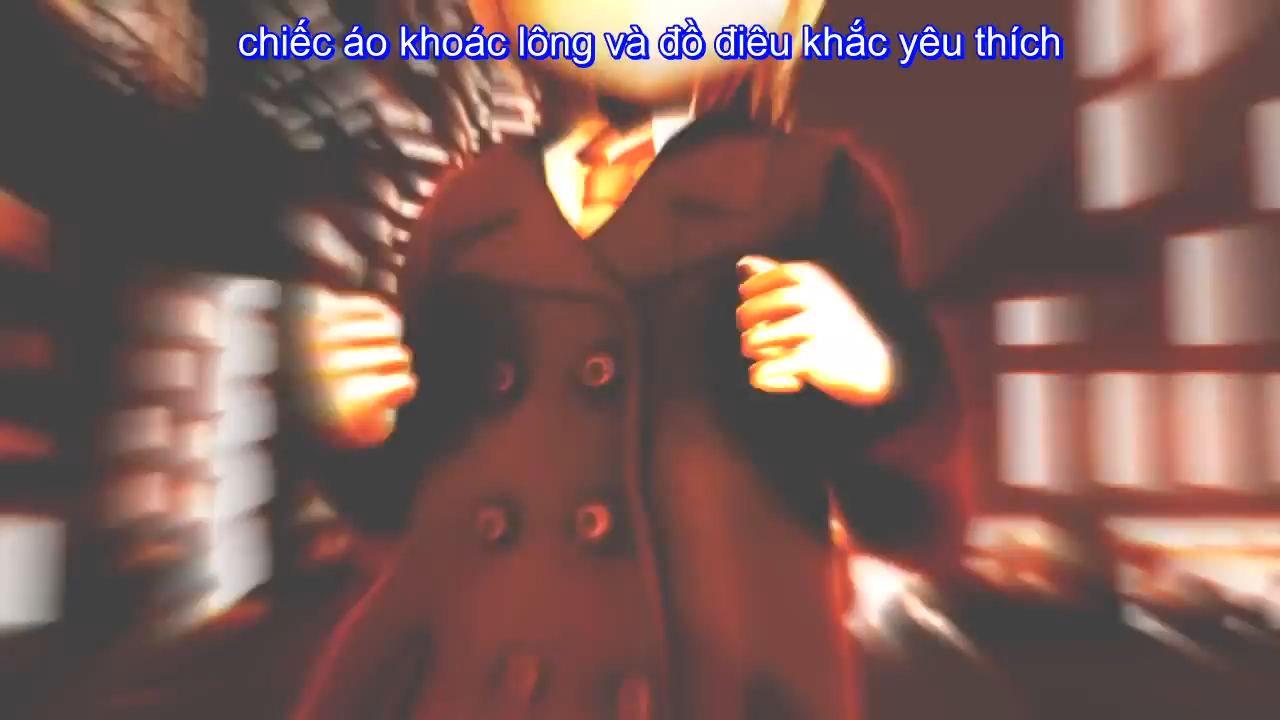 chiếc áo khoác lông và đồ điêu khắc yêu thích